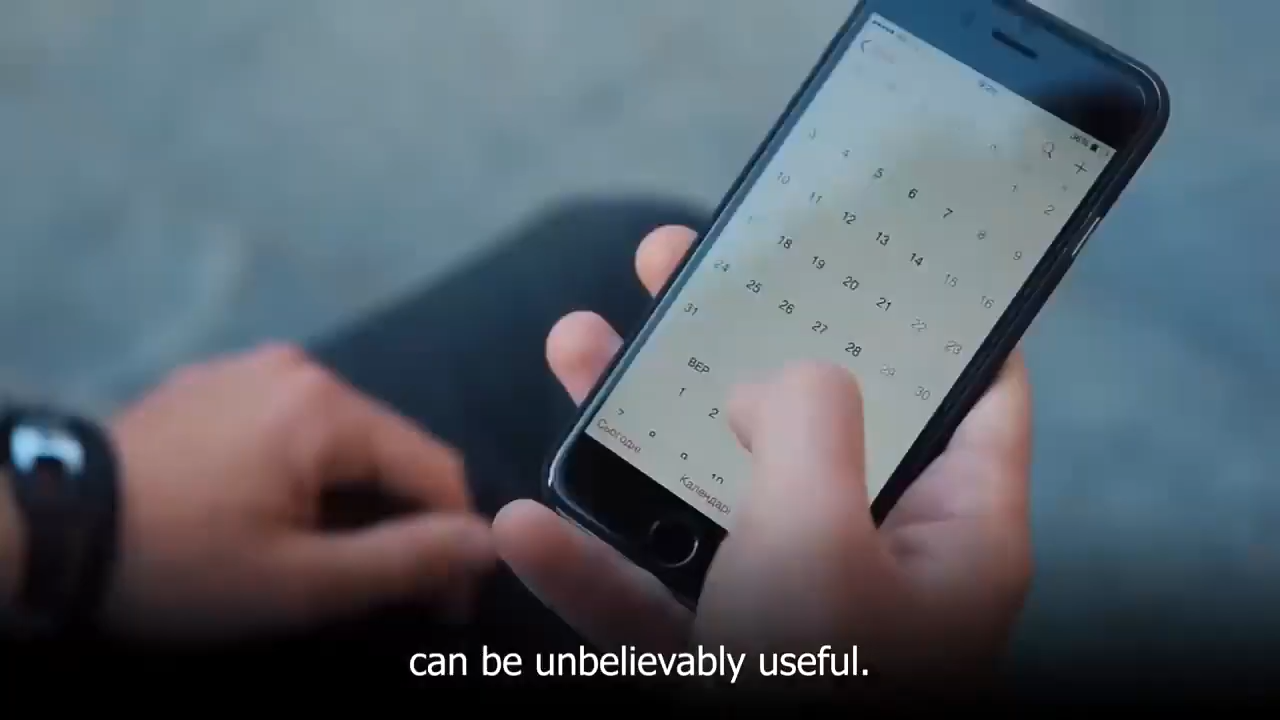 36%
1 2
3 4 5 6 7 8 9
10 11 12 13 14 15 16
18 19 20 21 22 23
24 25 26 27 28 29 30
31
ВЕР
1 2
7 8 9 10
Сьогодні
Календарі
can be unbelievably useful.